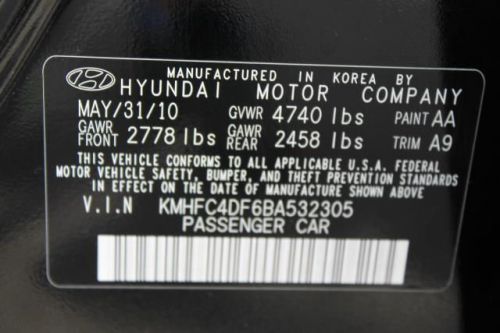 MANUFACTURED IN KOREA BY
HYUNDAI MOTOR COMPANY
MAY/31/10 GVWR 4740 lbs PAINT AA
GAWR FRONT 2778 lbs GAWR REAR 2458 lbs TRIM A9
THIS VEHICLE CONFORMS TO ALL APPLICABLE U.S.A. FEDERAL
MOTOR VEHICLE SAFETY, BUMPER, AND THEFT PREVENTION STANDARDS
IN EFFECT ON THE DATE OF MANUFACTURE SHOWN ABOVE
V.I.N KMHFC4DF6BA532305
PASSENGER CAR